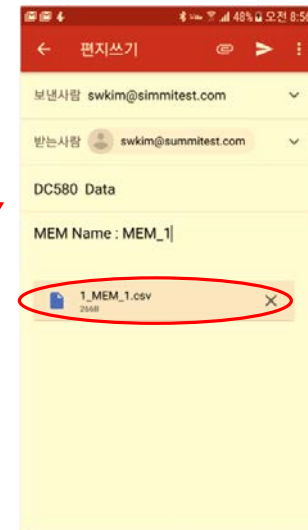 48% 오전 8:56
편지쓰기
보낸사람 swkim@simmitest.com
받는사람 swkim@summitest.com
DC580 Data
MEM Name : MEM_1
1_MEM_1.csv
266B